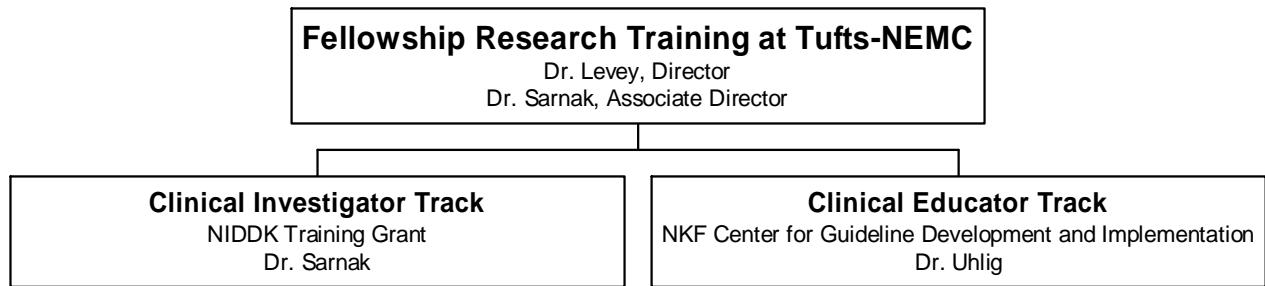 Fellowship Research Training at Tufts-NEMC
Dr. Levey, Director
Dr. Sarnak, Associate Director
Clinical Investigator Track
NIDDK Training Grant
Dr. Sarnak
Clinical Educator Track
NKF Center for Guideline Development and Implementation
Dr. Uhlig